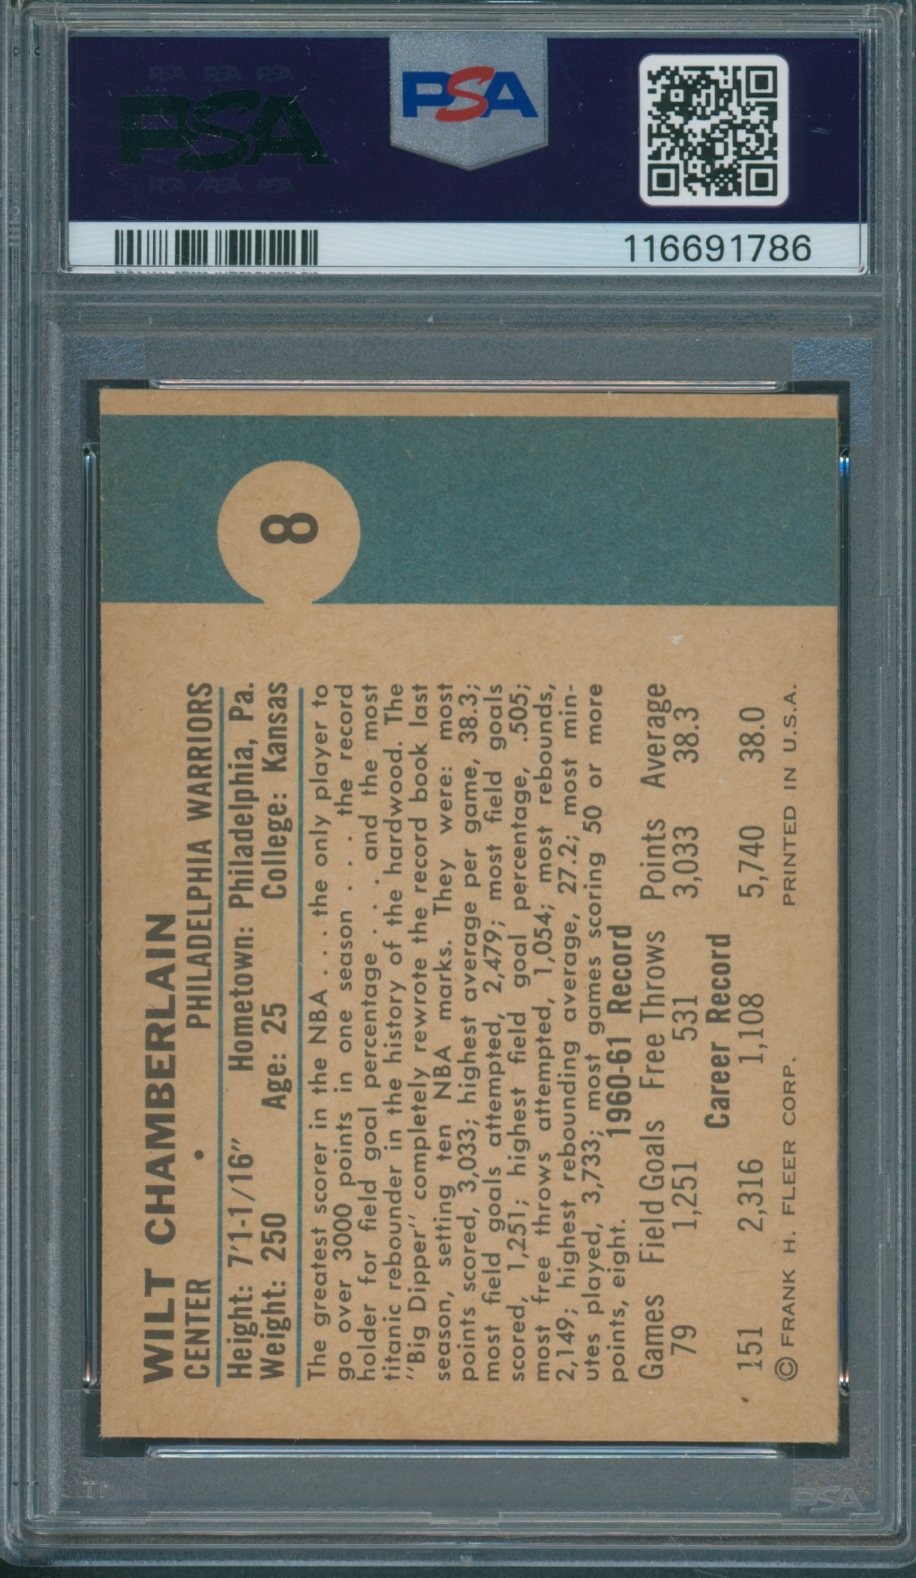 PSA PSA PSA
PSA
PSA PSA PSA
PSA
116691786
8
WILT CHAMBERLAIN
CENTER • PHILADELPHIA WARRIORS
Height: 7'1-1/16" Hometown: Philadelphia, Pa.
Weight: 250 Age: 25 College: Kansas
The greatest scorer in the NBA . . . the only player to
go over 3000 points in one season . . . the record
holder for field goal percentage . . . and the most
titanic rebounder in the history of the hardwood. The
"Big Dipper" completely rewrote the record book last
season, setting ten NBA marks. They were: most
points scored, 3,033; highest average per game, 38.3;
most field goals attempted, 2,479; most field goals
scored, 1,251; highest field goal percentage, .505;
most free throws attempted, 1,054; most rebounds,
2,149; highest rebounding average, 27.2; most min-
utes played, 3,733; most games scoring 50 or more
points, eight.
1960-61 Record
Games Field Goals Free Throws Points Average
79 1,251 531 3,033 38.3
Career Record
151 2,316 1,108 5,740 38.0
© FRANK H. FLEER CORP. PRINTED IN U.S.A.
PSA